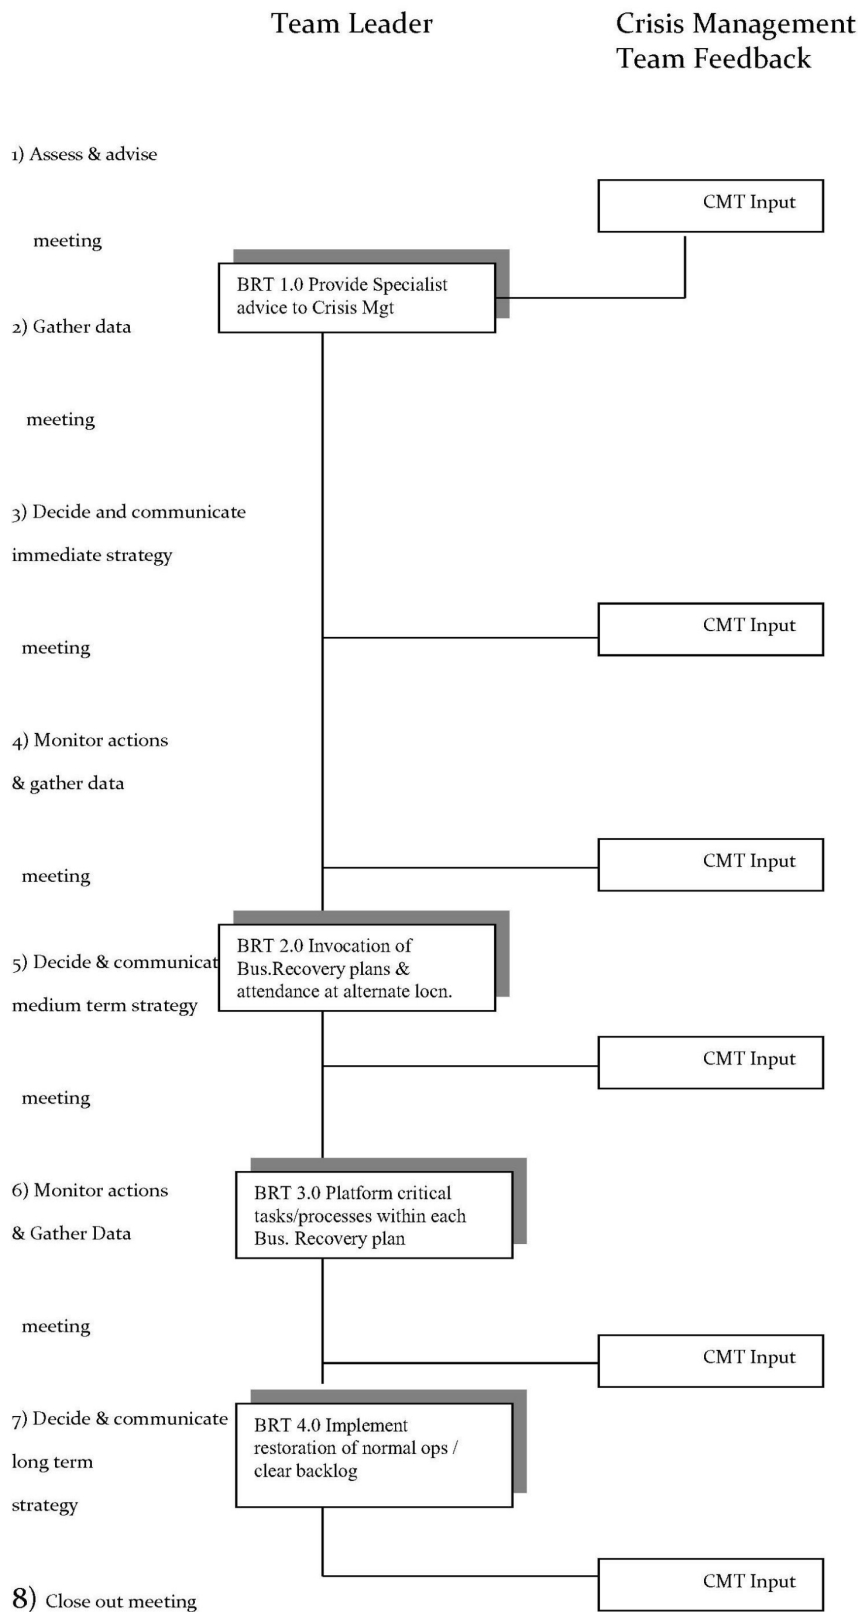 Team Leader
Crisis Management
Team Feedback
1) Assess & advise
CMT Input
meeting
BRT 1.0 Provide Specialist
advice to Crisis Mgt
2) Gather data
meeting
3) Decide and communicate
immediate strategy
CMT Input
meeting
4) Monitor actions
& gather data
CMT Input
meeting
BRT 2.0 Invocation of
Bus.Recovery plans &
attendance at alternate locn.
5) Decide & communicat
medium term strategy
CMT Input
meeting
BRT 3.0 Platform critical
tasks/processes within each
Bus. Recovery plan
6) Monitor actions
& Gather Data
meeting
CMT Input
7) Decide & communicate
long term
strategy
BRT 4.0 Implement
restoration of normal ops /
clear backlog
CMT Input
8) Close out meeting